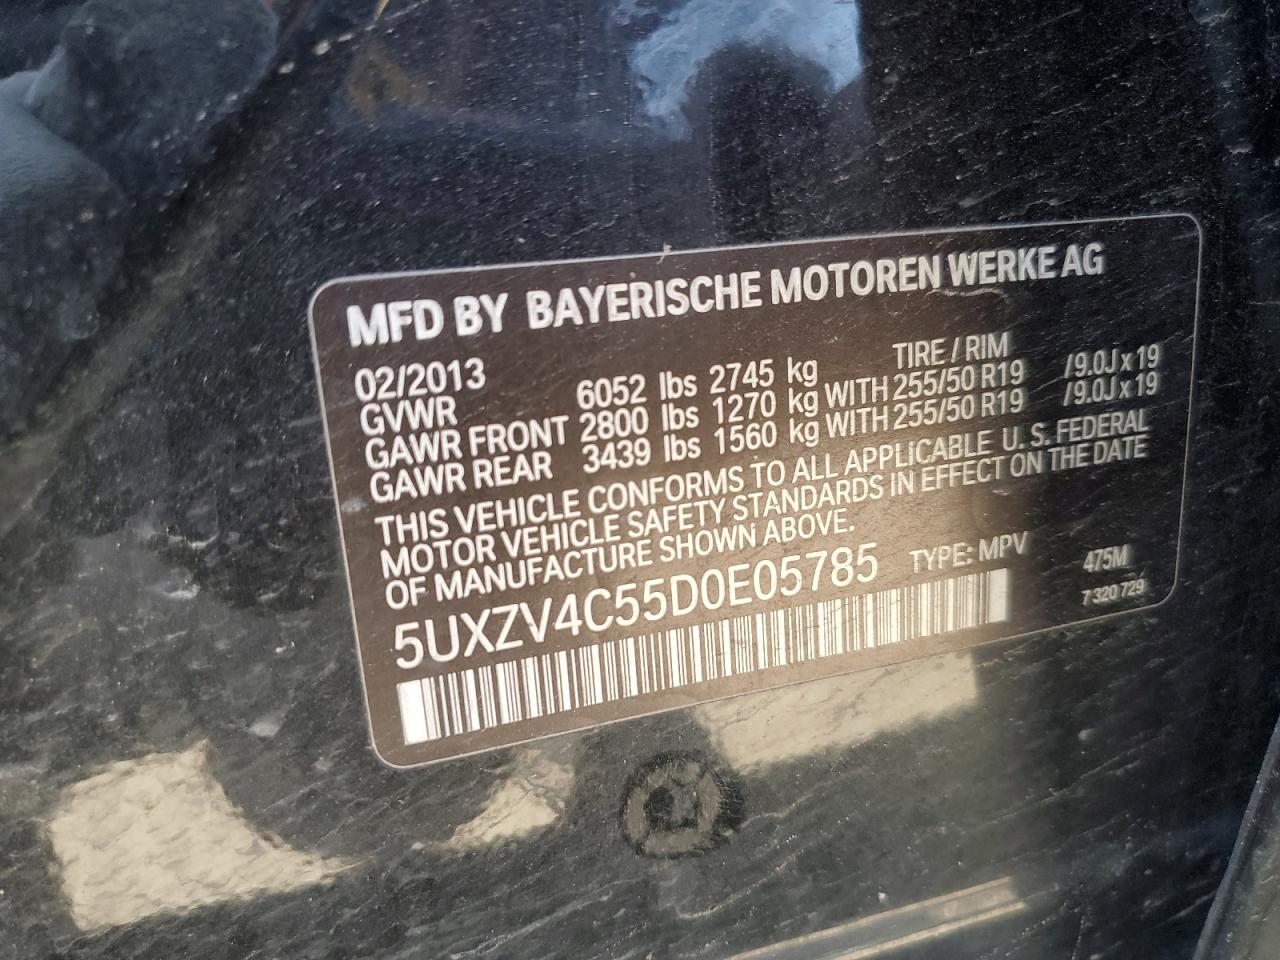 MFD BY BAYERISCHE MOTOREN WERKE AG
02/2013 TIRE / RIM
GVWR 6052 lbs 2745 kg
GAWR FRONT 2800 lbs 1270 kg WITH 255/50 R19 /9.0J x 19
GAWR REAR 3439 lbs 1560 kg WITH 255/50 R19 /9.0J x 19
THIS VEHICLE CONFORMS TO ALL APPLICABLE U.S. FEDERAL
MOTOR VEHICLE SAFETY STANDARDS IN EFFECT ON THE DATE
OF MANUFACTURE SHOWN ABOVE.
5UXZV4C55D0E05785 TYPE: MPV 475M
7 320 729